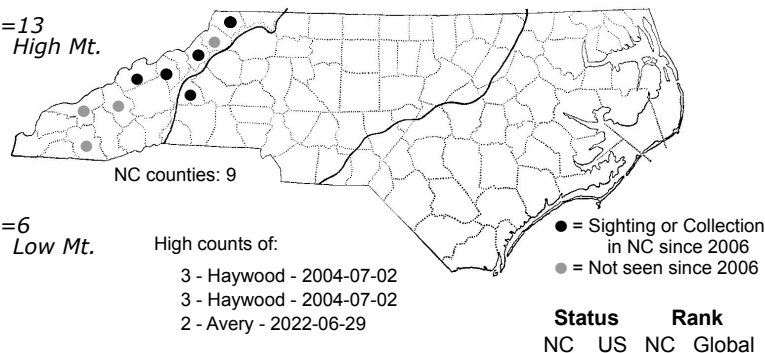 =13
High Mt.
NC counties: 9
=6
Low Mt.
High counts of:
3 - Haywood - 2004-07-02
3 - Haywood - 2004-07-02
2 - Avery - 2022-06-29
= Sighting or Collection
in NC since 2006
= Not seen since 2006
Status Rank
NC US NC Global